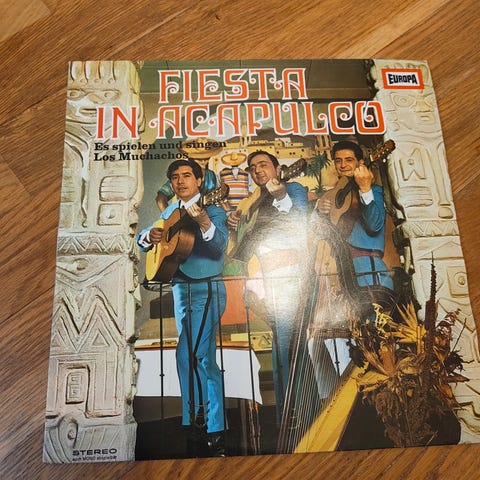 EUROPA
FIESTA
IN ACAPULCO
Es spielen und singen
Los Muchachos
STEREO